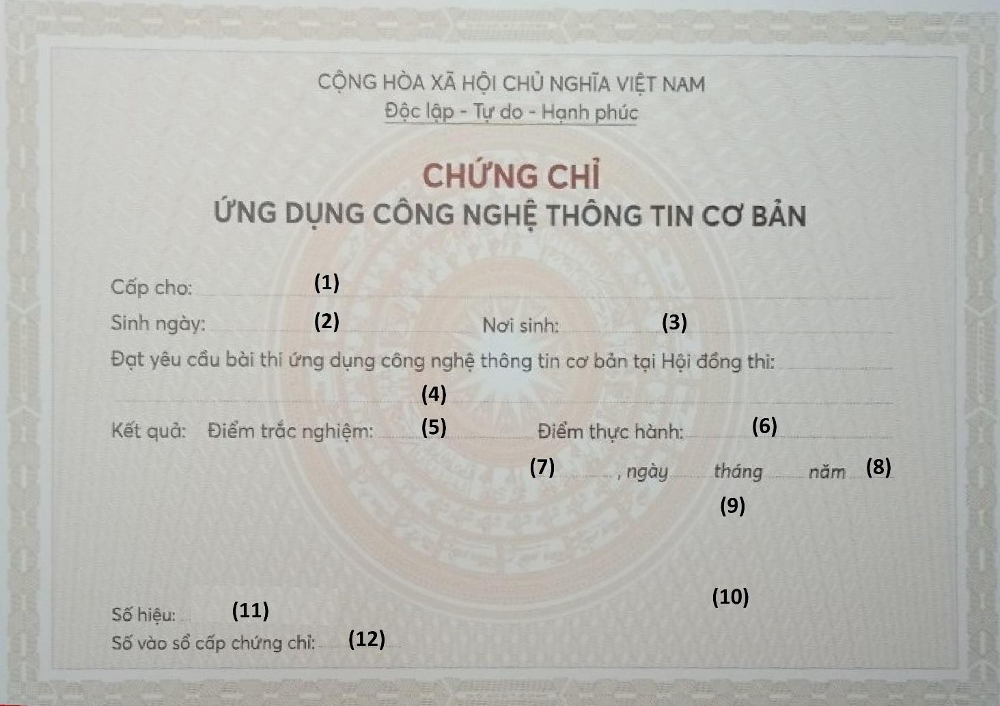 CỘNG HÒA XÃ HỘI CHỦ NGHĨA VIỆT NAM
Độc lập - Tự do - Hạnh phúc
CHỨNG CHỈ
ỨNG DỤNG CÔNG NGHỆ THÔNG TIN CƠ BẢN
Cấp cho: (1)
Sinh ngày: (2) Nơi sinh: (3)
Đạt yêu cầu bài thi ứng dụng công nghệ thông tin cơ bản tại Hội đồng thi:
(4)
Kết quả: Điểm trắc nghiệm: (5) Điểm thực hành: (6)
(7) , ngày tháng năm (8)
(9)
(10)
Số hiệu: (11)
Số vào sổ cấp chứng chỉ: (12)